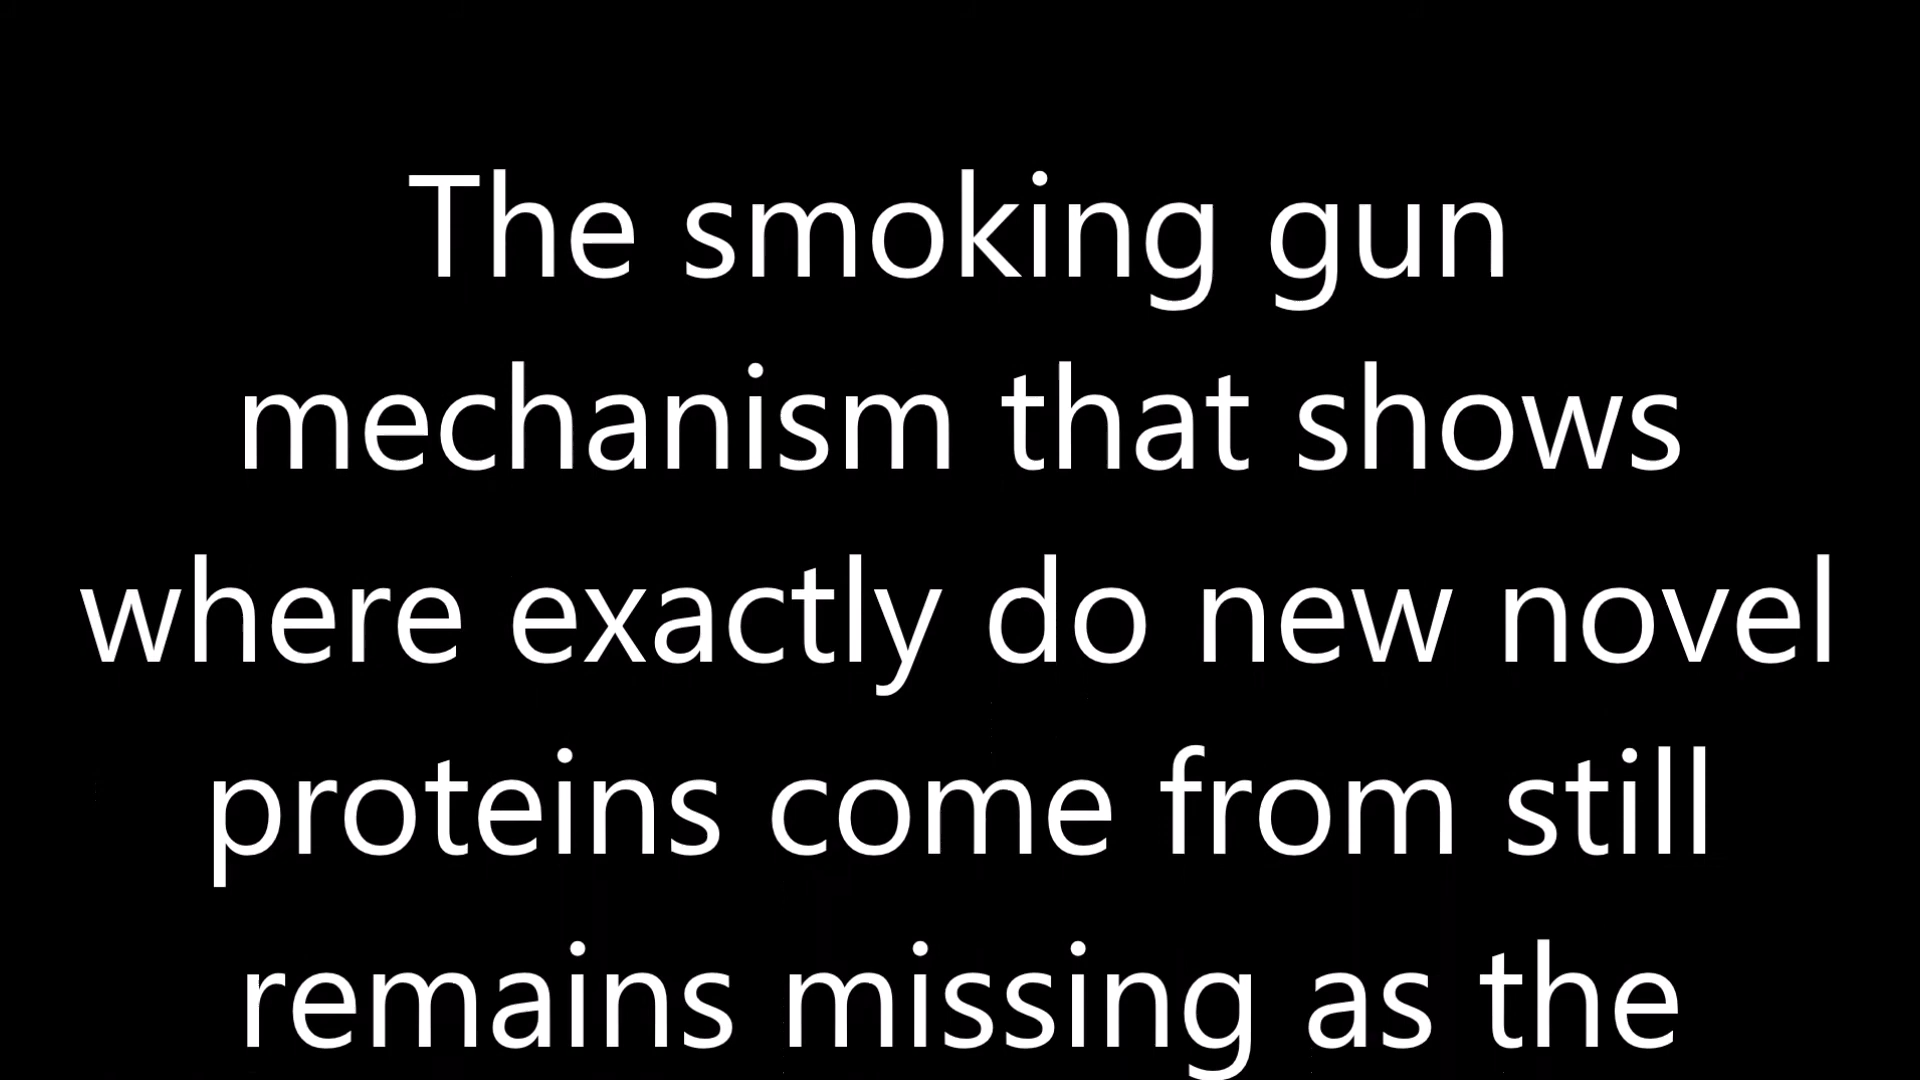 The smoking gun
mechanism that shows
where exactly do new novel
proteins come from still
remains missing as the